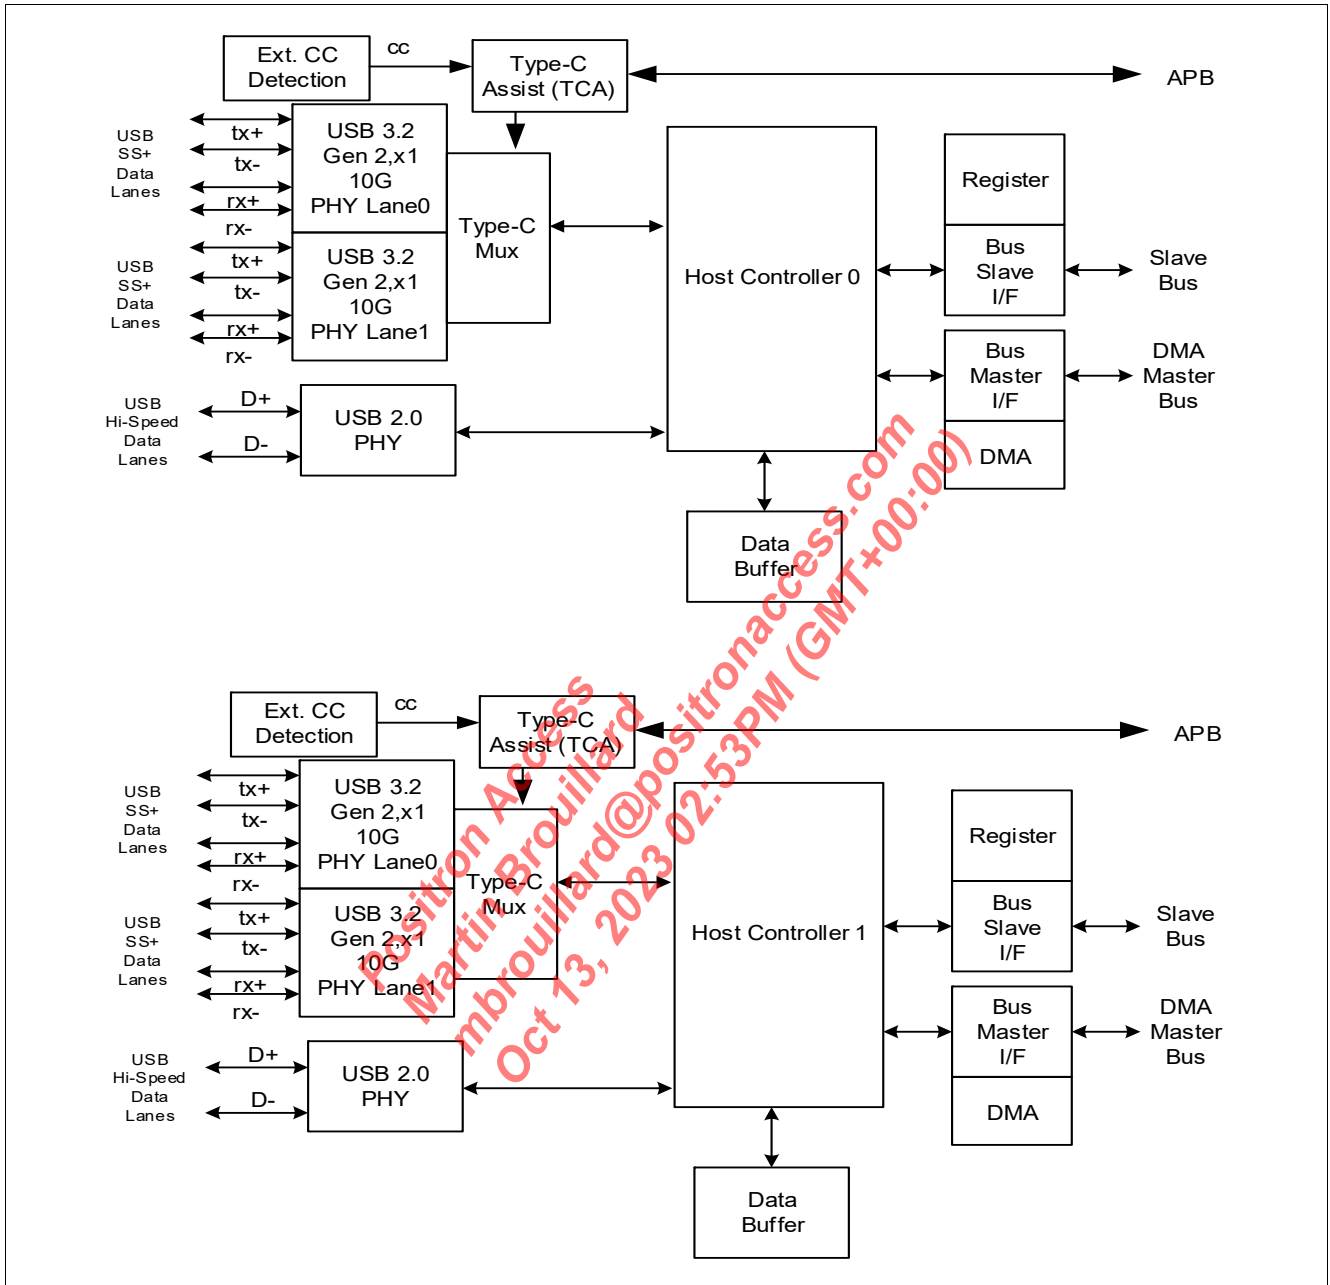 Ext. CC
Detection
cc
Type-C
Assist (TCA)
APB
USB
SS+
Data
Lanes
tx+
tx-
rx+
rx-
USB 3.2
Gen 2,x1
10G
PHY Lane0
USB
SS+
Data
Lanes
tx+
tx-
rx+
rx-
USB 3.2
Gen 2,x1
10G
PHY Lane1
Type-C
Mux
Host Controller 0
Register
Bus
Slave
I/F
Slave
Bus
Bus
Master
I/F
DMA
Master
Bus
DMA
USB
Hi-Speed
Data
Lanes
D+
D-
USB 2.0
PHY
Data
Buffer
Ext. CC
Detection
cc
Type-C
Assist (TCA)
APB
USB
SS+
Data
Lanes
tx+
tx-
rx+
rx-
USB 3.2
Gen 2,x1
10G
PHY Lane0
USB
SS+
Data
Lanes
tx+
tx-
rx+
rx-
USB 3.2
Gen 2,x1
10G
PHY Lane1
Type-C
Mux
Host Controller 1
Register
Bus
Slave
I/F
Slave
Bus
Bus
Master
I/F
DMA
Master
Bus
DMA
USB
Hi-Speed
Data
Lanes
D+
D-
USB 2.0
PHY
Data
Buffer
Positron Access
Martin Brouillard
mbrouillard@positronaccess.com
Oct 13, 2023 02:53PM (GMT+00:00)